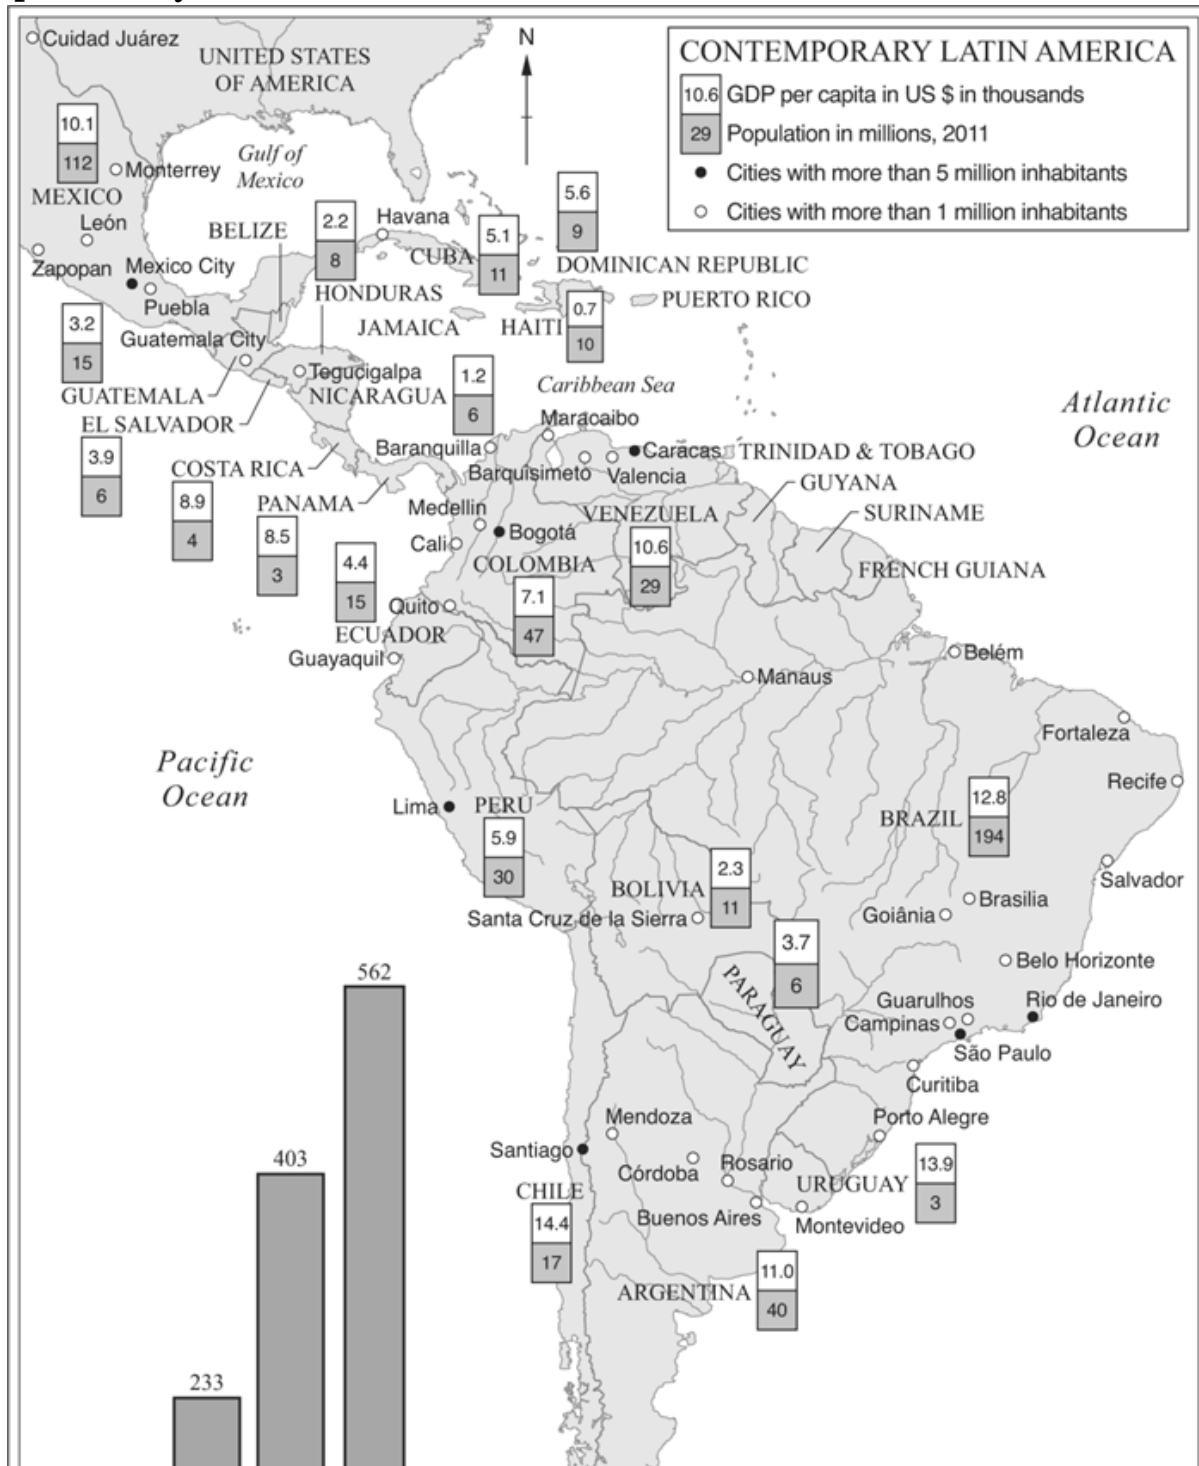 Cuidad Juárez
UNITED STATES
OF AMERICA
N
CONTEMPORARY LATIN AMERICA
10.6 GDP per capita in US $ in thousands
29 Population in millions, 2011
Cities with more than 5 million inhabitants
Cities with more than 1 million inhabitants
10.1
112
MEXICO
Monterrey
Gulf of
Mexico
León
Zapopan
Mexico City
Puebla
BELIZE
2.2
8
HONDURAS
Havana
CUBA
5.1
11
5.6
9
DOMINICAN REPUBLIC
PUERTO RICO
JAMAICA
HAITI
0.7
10
3.2
15
Guatemala City
GUATEMALA
Tegucigalpa
NICARAGUA
1.2
6
Caribbean Sea
Atlantic
Ocean
EL SALVADOR
3.9
6
COSTA RICA
8.9
4
PANAMA
8.5
3
Maracaibo
Baranquilla
Barquisimeto
Valencia
Caracas
TRINIDAD & TOBAGO
GUYANA
SURINAME
FRENCH GUIANA
Medellin
Bogotá
Cali
VENEZUELA
10.6
29
COLOMBIA
7.1
47
4.4
15
Quito
ECUADOR
Guayaquil
Manaus
Belém
Fortaleza
Recife
Pacific
Ocean
Lima
PERU
5.9
30
BRAZIL
12.8
194
Salvador
BOLIVIA
2.3
11
Santa Cruz de la Sierra
Brasilia
Goiânia
3.7
6
PARAGUAY
Belo Horizonte
Guarulhos
Campinas
Rio de Janeiro
São Paulo
Curitiba
Porto Alegre
Mendoza
Santiago
Córdoba
Rosario
CHILE
14.4
17
Buenos Aires
URUGUAY
13.9
3
Montevideo
ARGENTINA
11.0
40
562
403
233